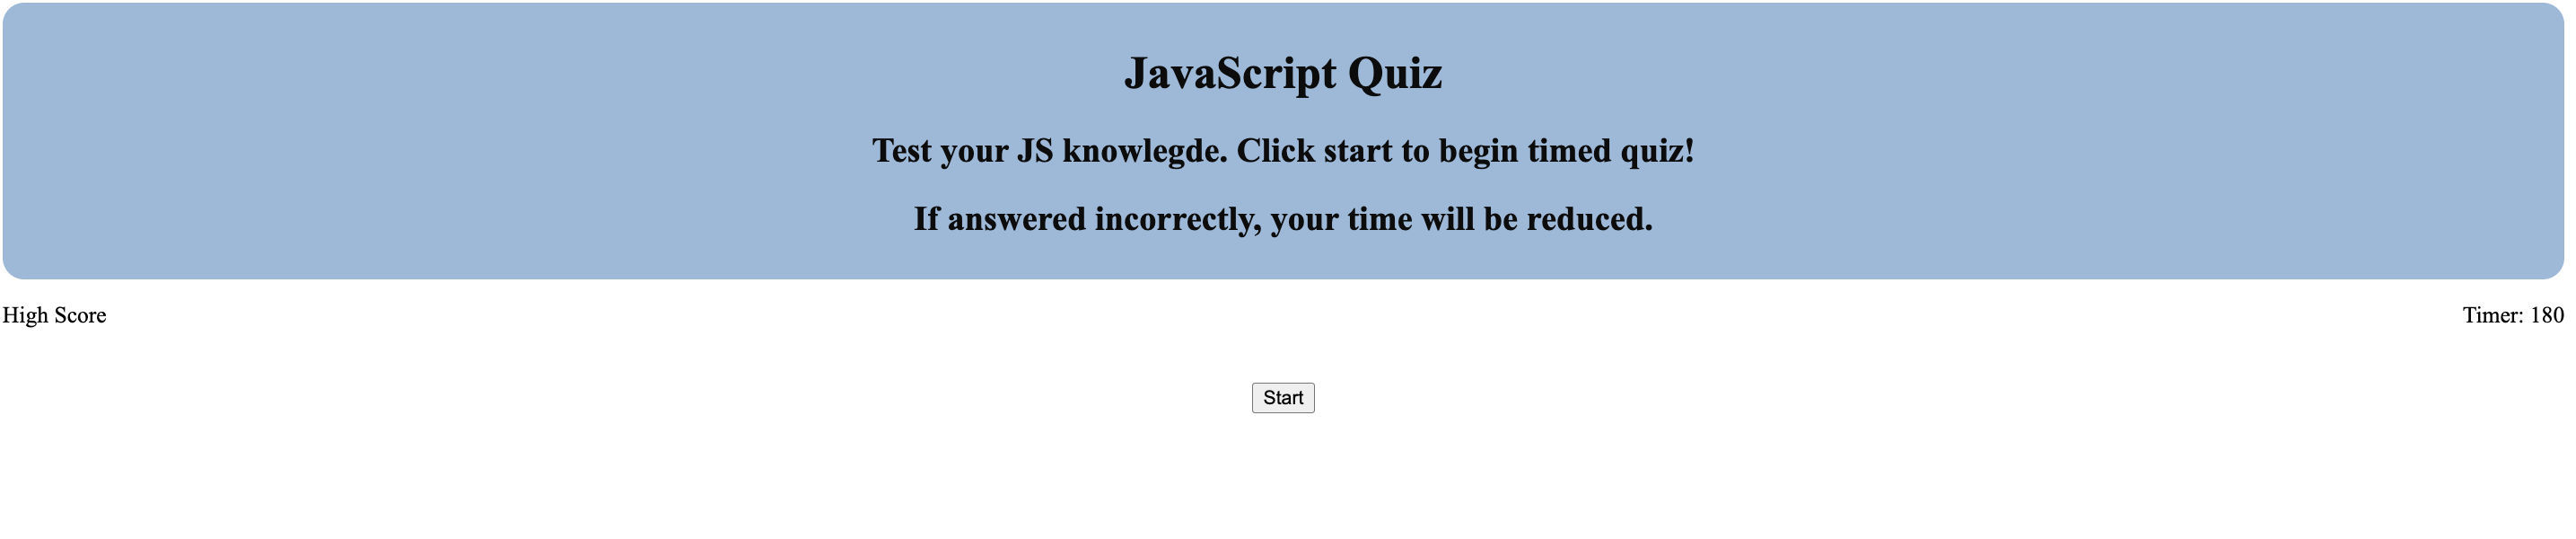 JavaScript Quiz
Test your JS knowlegde. Click start to begin timed quiz!
If answered incorrectly, your time will be reduced.
High Score
Timer: 180
Start